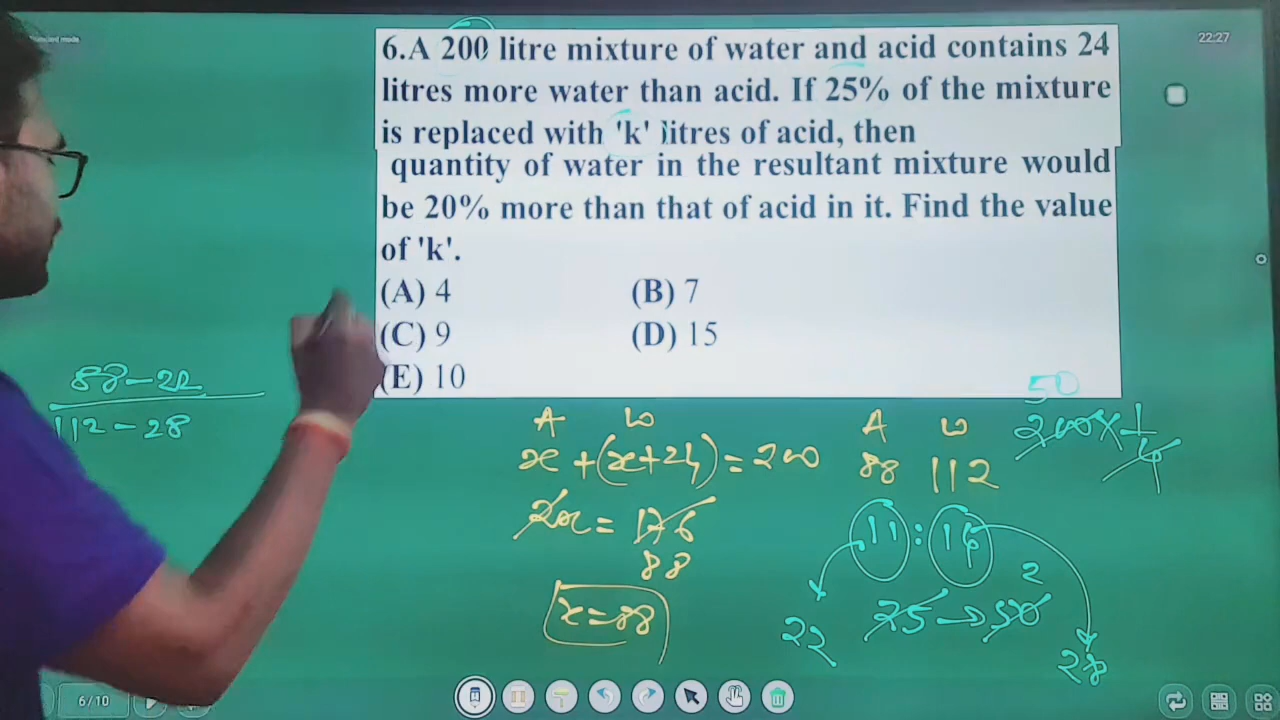 22:27
6.A 200 litre mixture of water and acid contains 24
litres more water than acid. If 25% of the mixture
is replaced with 'k' litres of acid, then
quantity of water in the resultant mixture would
be 20% more than that of acid in it. Find the value
of 'k'.
(A) 4 (B) 7
(C) 9 (D) 15
(E) 10
88-22
112-28
A W
x+(x+24)=200
2x=176
88
x=88
A W
88 112
11:14
25→50
2
22
28
50
200×1/4
6/10